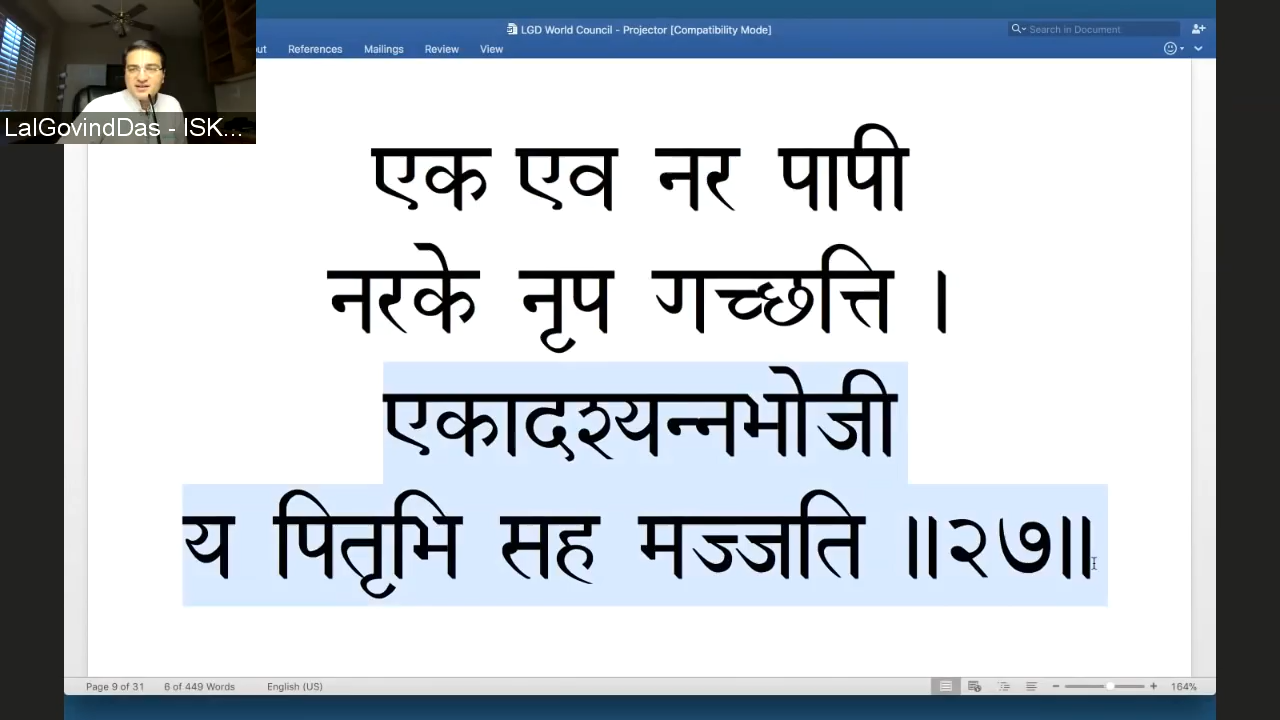 LGD World Council - Projector [Compatibility Mode]
Search in Document
out References Mailings Review View
LalGovindDas - ISK...
एक एव नर पापी
नरके नृप गच्छत्ति ।
एकादश्यन्नभोजी
य पितृभि सह मज्जति ॥२७॥
Page 9 of 31 6 of 449 Words English (US) 164%